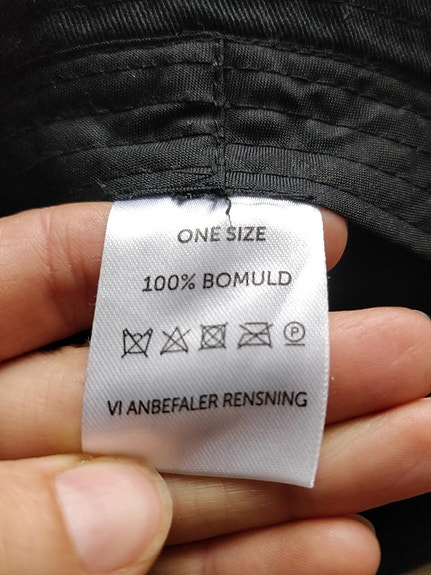 ONE SIZE
100% BOMULD
P
VI ANBEFALER RENSNING